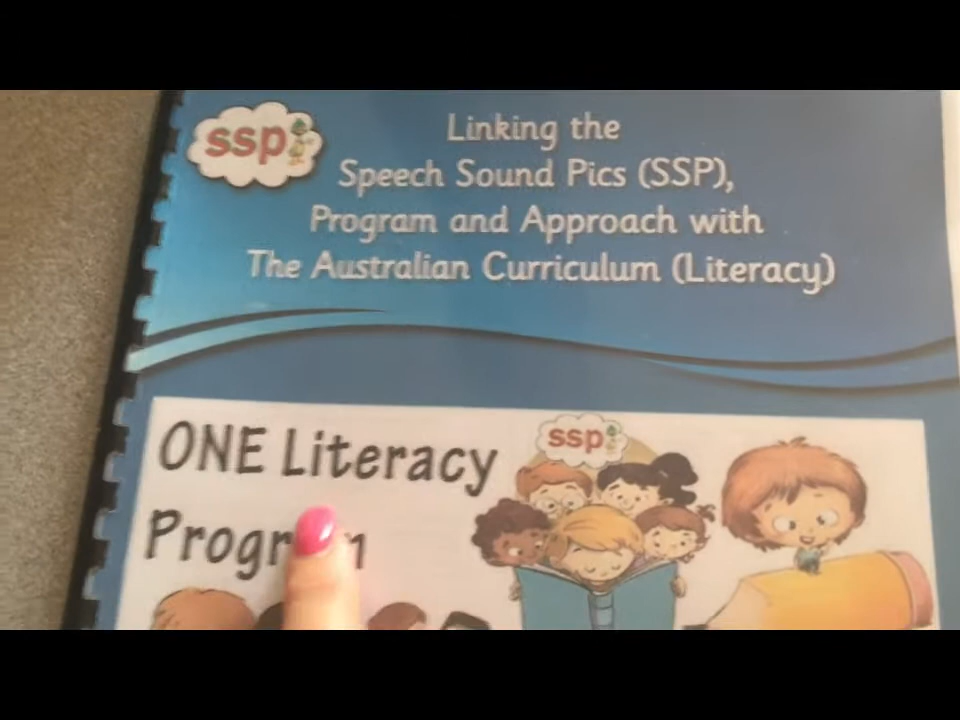 ssp
Linking the
Speech Sound Pics (SSP),
Program and Approach with
The Australian Curriculum (Literacy)
ONE Literacy
ssp